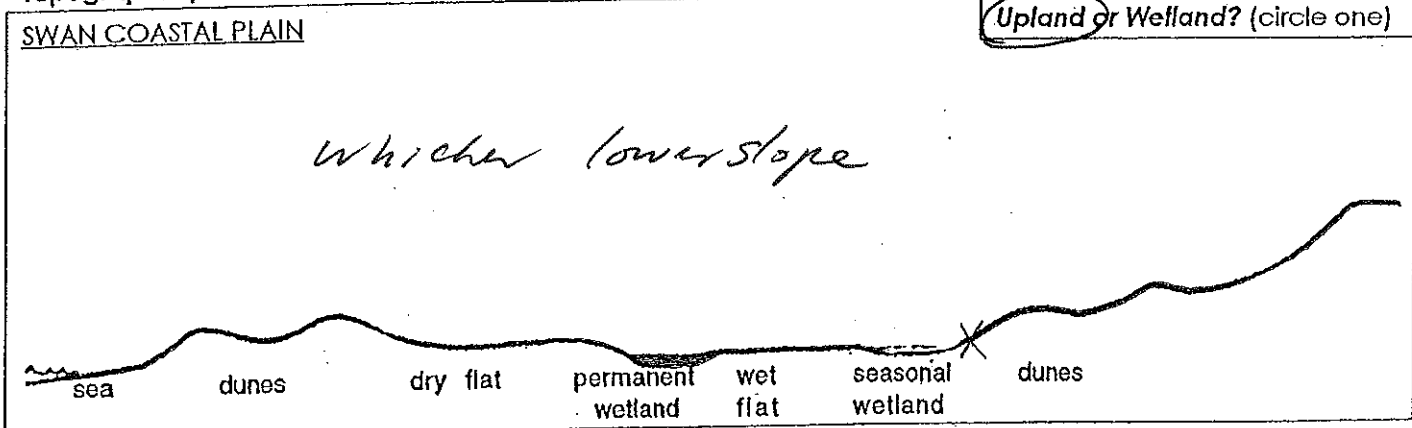 SWAN COASTAL PLAIN
Upland or Wetland? (circle one)
Whicher lowerslope
sea
dunes
dry flat
permanent wetland
wet flat
seasonal wetland
dunes